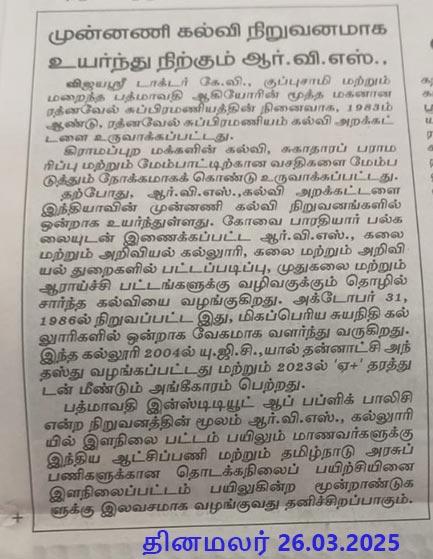 முன்னணி கல்வி நிறுவனமாக
உயர்ந்து நிற்கும் ஆர்.வி.எஸ்.,
விஜயஸ்ரீ டாக்டர் கே.வி., குப்புசாமி மற்றும்
மறைந்த பத்மாவதி ஆகியோரின் மூத்த மகனான
ரத்னவேல் சுப்பிரமணியத்தின் நினைவாக, 1983ம்
ஆண்டு, ரத்னவேல் சுப்பிரமணியம் கல்வி அறக்கட்
டளை உருவாக்கப்பட்டது.
கிராமப்புற மக்களின் கல்வி, சுகாதாரப் பராம
ரிப்பு மற்றும் மேம்பாட்டிற்கான வசதிகளை மேம்ப
டுத்தும் நோக்கமாகக் கொண்டு உருவாக்கப்பட்டது.
தற்போது, ஆர்.வி.எஸ்.,கல்வி அறக்கட்டளை
இந்தியாவின் முன்னணி கல்வி நிறுவனங்களில்
ஒன்றாக உயர்ந்துள்ளது. கோவை பாரதியார் பல்க
லையுடன் இணைக்கப்பட்ட ஆர்.வி.எஸ்., கலை
மற்றும் அறிவியல் கல்லூரி, கலை மற்றும் அறிவி
யல் துறைகளில் பட்டப்படிப்பு, முதுகலை மற்றும்
ஆராய்ச்சி பட்டங்களுக்கு வழிவகுக்கும் தொழில்
சார்ந்த கல்வியை வழங்குகிறது. அக்டோபர் 31,
1986ல் நிறுவப்பட்ட இது, மிகப்பெரிய சுயநிதி கல்
லூரிகளில் ஒன்றாக வேகமாக வளர்ந்து வருகிறது.
இந்த கல்லூரி 2004ல் யு.ஜி.சி.,யால் தன்னாட்சி அந்
தஸ்து வழங்கப்பட்டது மற்றும் 2023ல் 'ஏ+' தரத்து
டன் மீண்டும் அங்கீகாரம் பெற்றது.
பத்மாவதி இன்ஸ்டிடியூட் ஆப் பப்ளிக் பாலிசி
என்ற நிறுவனத்தின் மூலம் ஆர்.வி.எஸ்., கல்லூரி
யில் இளநிலை பட்டம் பயிலும் மாணவர்களுக்கு
இந்திய ஆட்சிப்பணி மற்றும் தமிழ்நாடு அரசுப்
பணிகளுக்கான தொடக்கநிலைப் பயிற்சியினை
இளநிலைப்பட்டம் பயிலுகின்ற மூன்றாண்டுக
ளுக்கு இலவசமாக வழங்குவது தனிச்சிறப்பாகும்.
தினமலர் 26.03.2025